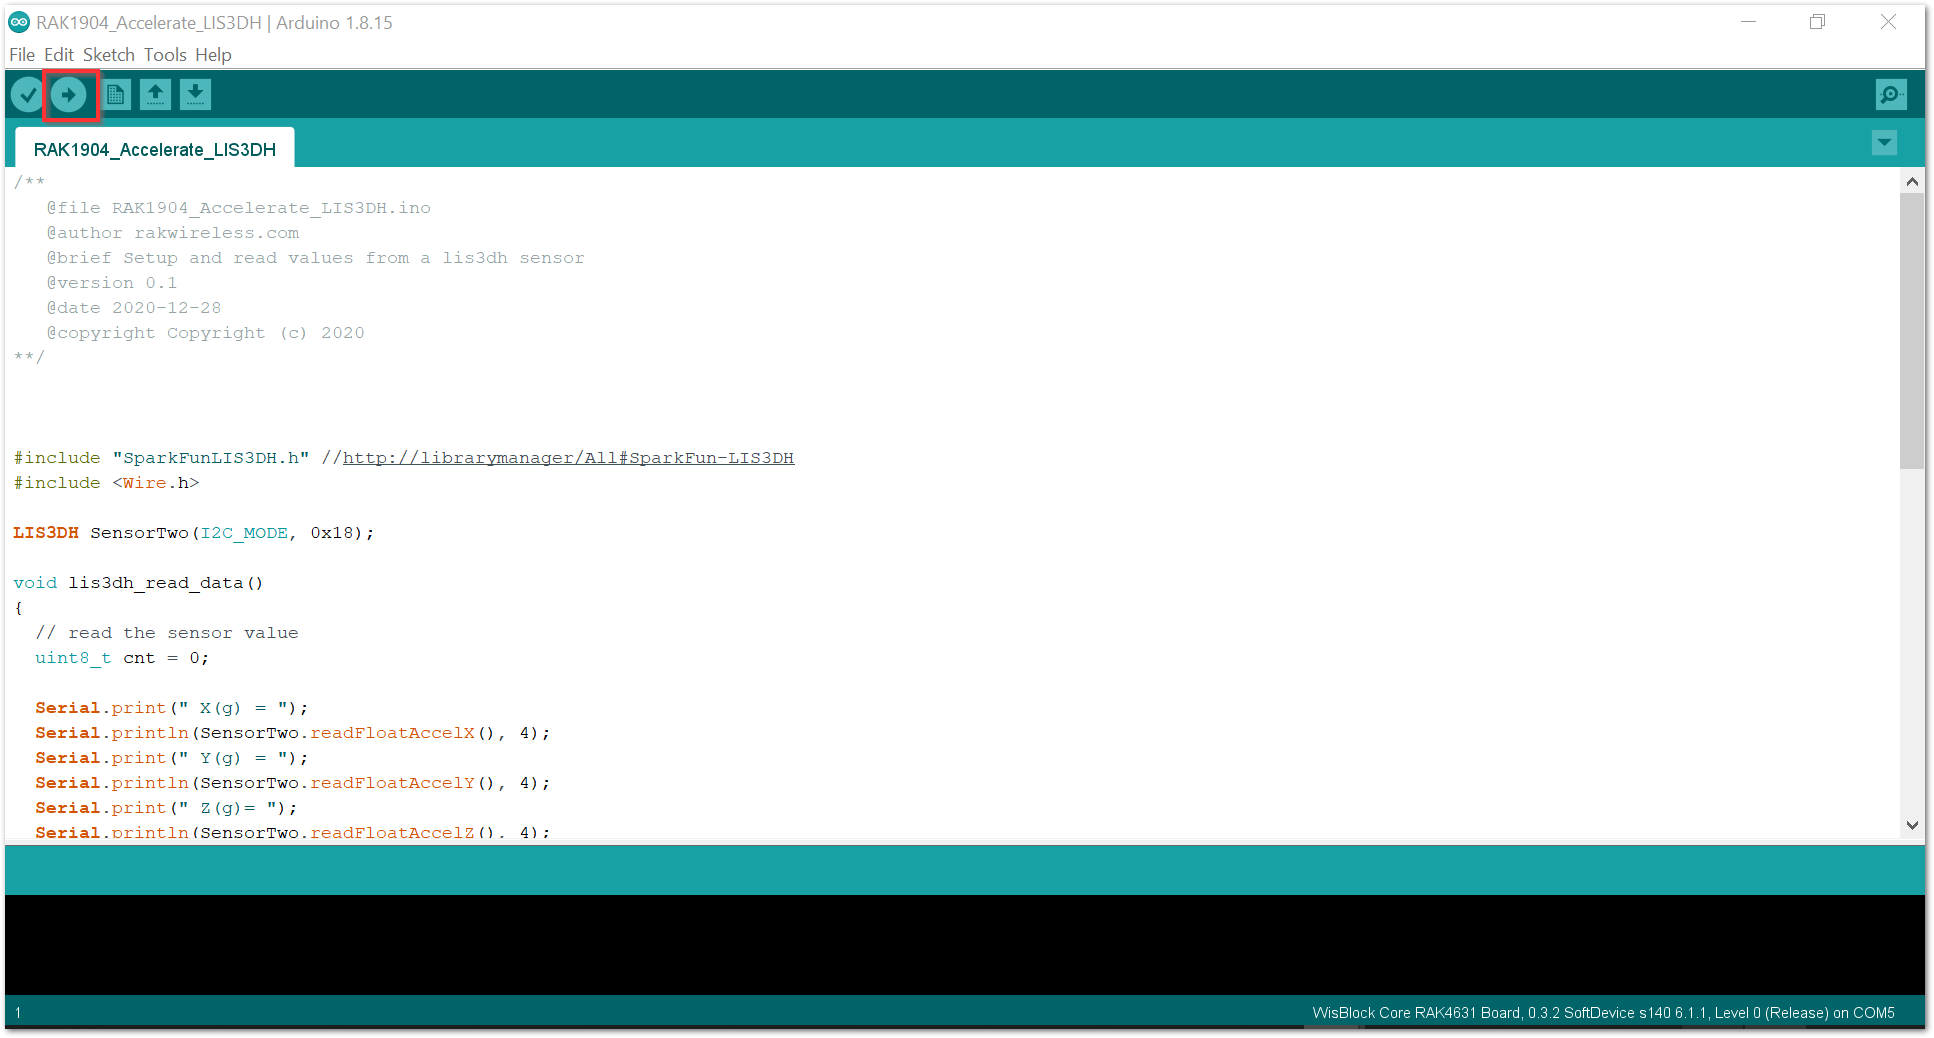 RAK1904_Accelerate_LIS3DH | Arduino 1.8.15
File Edit Sketch Tools Help
RAK1904_Accelerate_LIS3DH
/**
@file RAK1904_Accelerate_LIS3DH.ino
@author rakwireless.com
@brief Setup and read values from a lis3dh sensor
@version 0.1
@date 2020-12-28
@copyright Copyright (c) 2020
**/
#include "SparkFunLIS3DH.h" //http://librarymanager/All#SparkFun-LIS3DH
#include <Wire.h>
LIS3DH SensorTwo(I2C_MODE, 0x18);
void lis3dh_read_data()
{
// read the sensor value
uint8_t cnt = 0;
Serial.print(" X(g) = ");
Serial.println(SensorTwo.readFloatAccelX(), 4);
Serial.print(" Y(g) = ");
Serial.println(SensorTwo.readFloatAccelY(), 4);
Serial.print(" Z(g)= ");
Serial.println(SensorTwo.readFloatAccelZ(), 4);
1
WisBlock Core RAK4631 Board, 0.3.2 SoftDevice s140 6.1.1, Level 0 (Release) on COM5